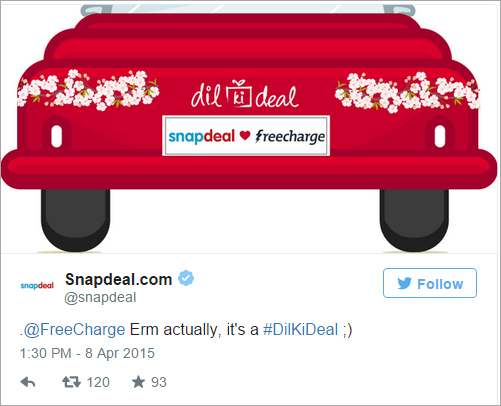 dil ki deal
snapdeal freecharge
snapdeal
Snapdeal.com
@snapdeal
Follow
.@FreeCharge Erm actually, it's a #DilKiDeal ;)
1:30 PM - 8 Apr 2015
120 93